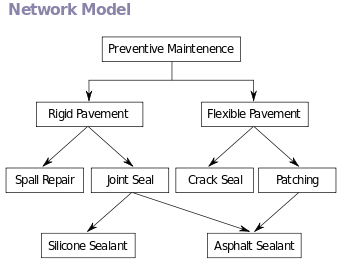 Network Model
Preventive Maintenence
Rigid Pavement
Flexible Pavement
Spall Repair
Joint Seal
Crack Seal
Patching
Silicone Sealant
Asphalt Sealant